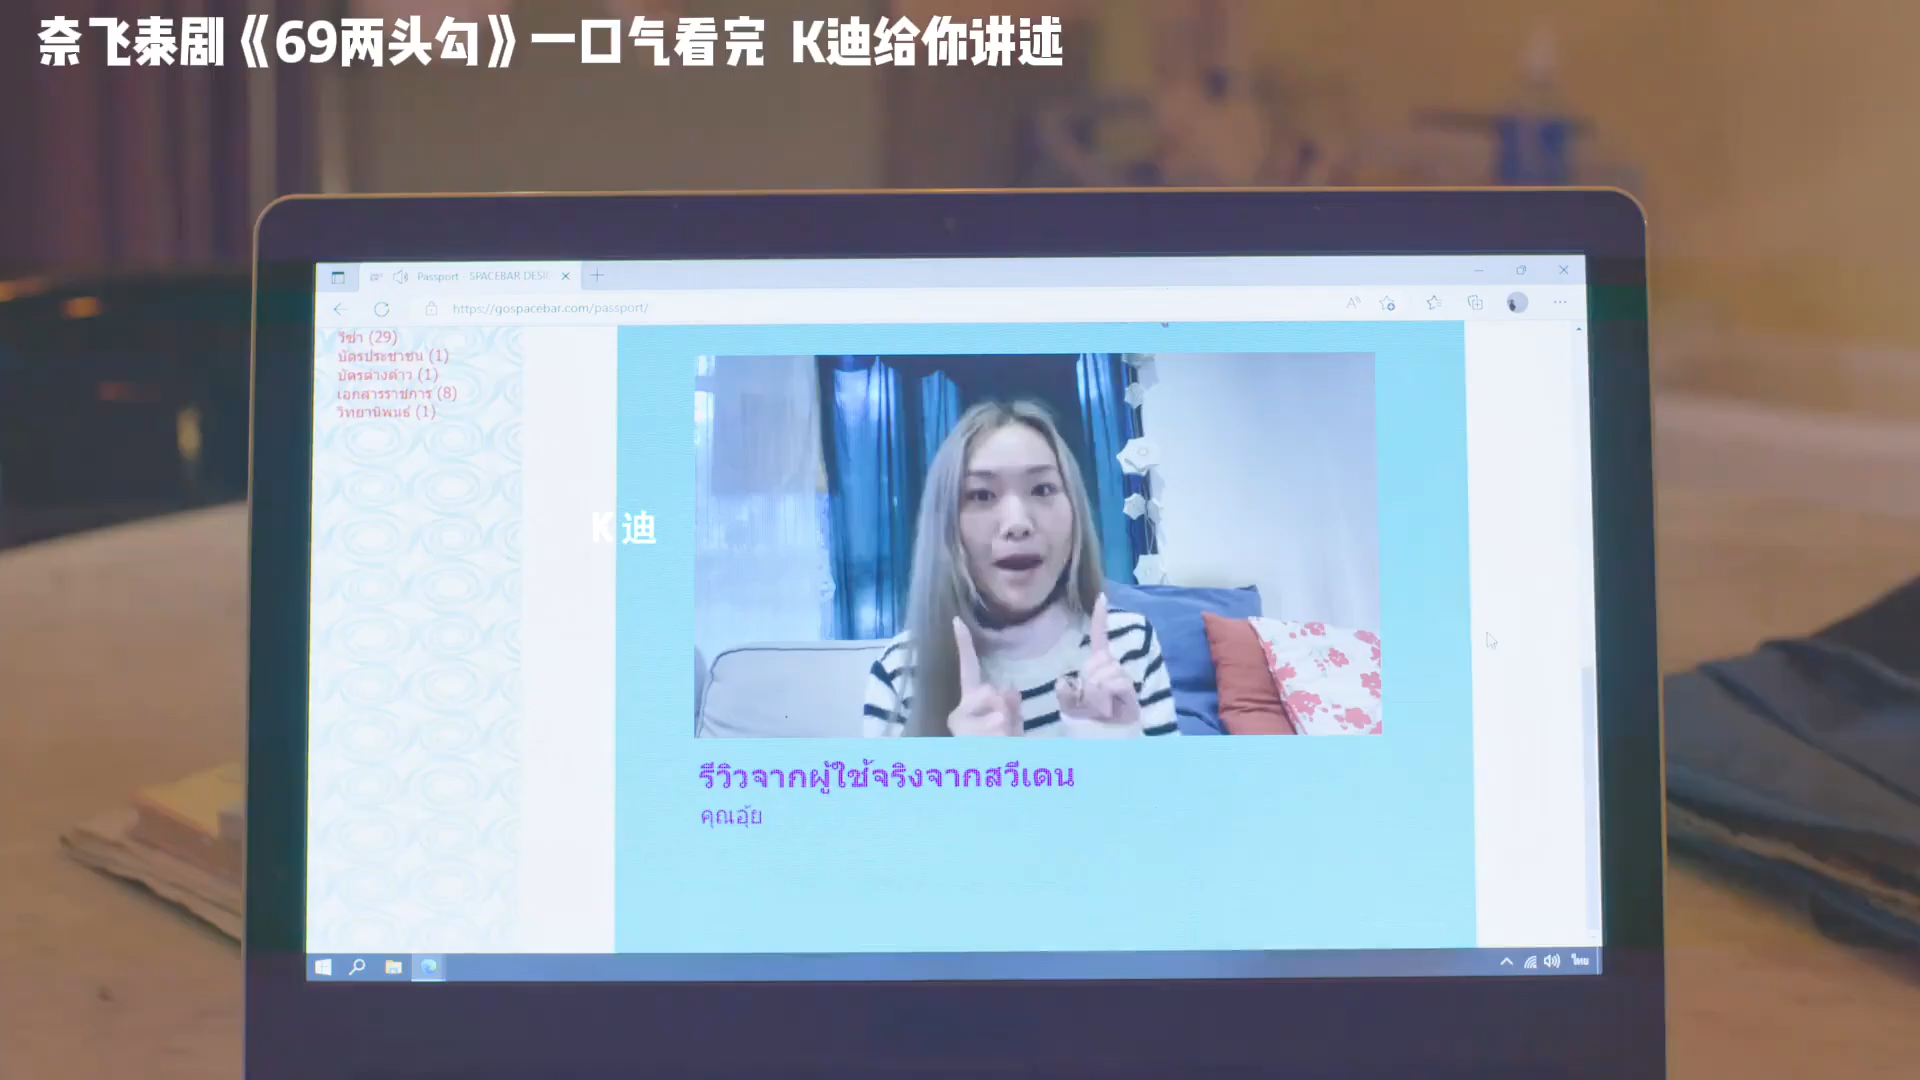 奈飞泰剧《69两头勾》一口气看完 K迪给你讲述
Passport - SPACEBAR DESI
https://gospacebar.com/passport/
วีซ่า (29)
บัตรประชาชน (1)
บัตรต่างด้าว (1)
เอกสารราชการ (8)
วิทยานิพนธ์ (1)
K迪
รีวิวจากผู้ใช้จริงจากสวีเดน
คุณอุ้ย
ไทย